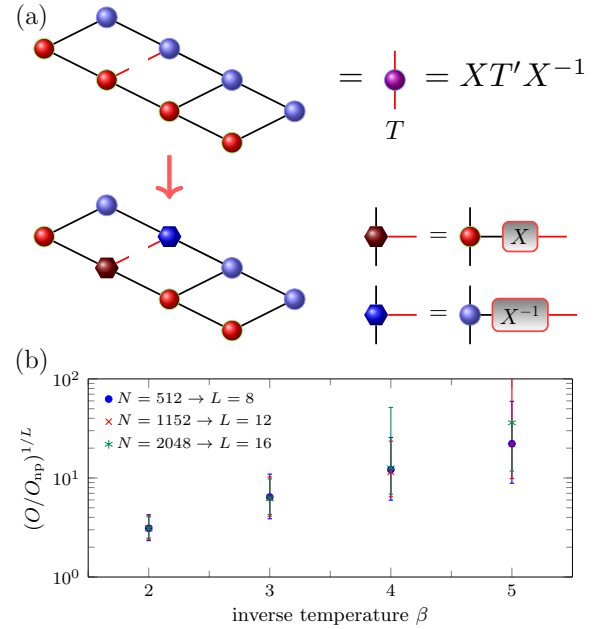 (a)
= = XT′X⁻¹
T
= X
= X⁻¹
(b)
10²
N = 512 → L = 8
N = 1152 → L = 12
N = 2048 → L = 16
10¹
10⁰
(O/Oₙₚ)^{1/L}
2 3 4 5
inverse temperature β